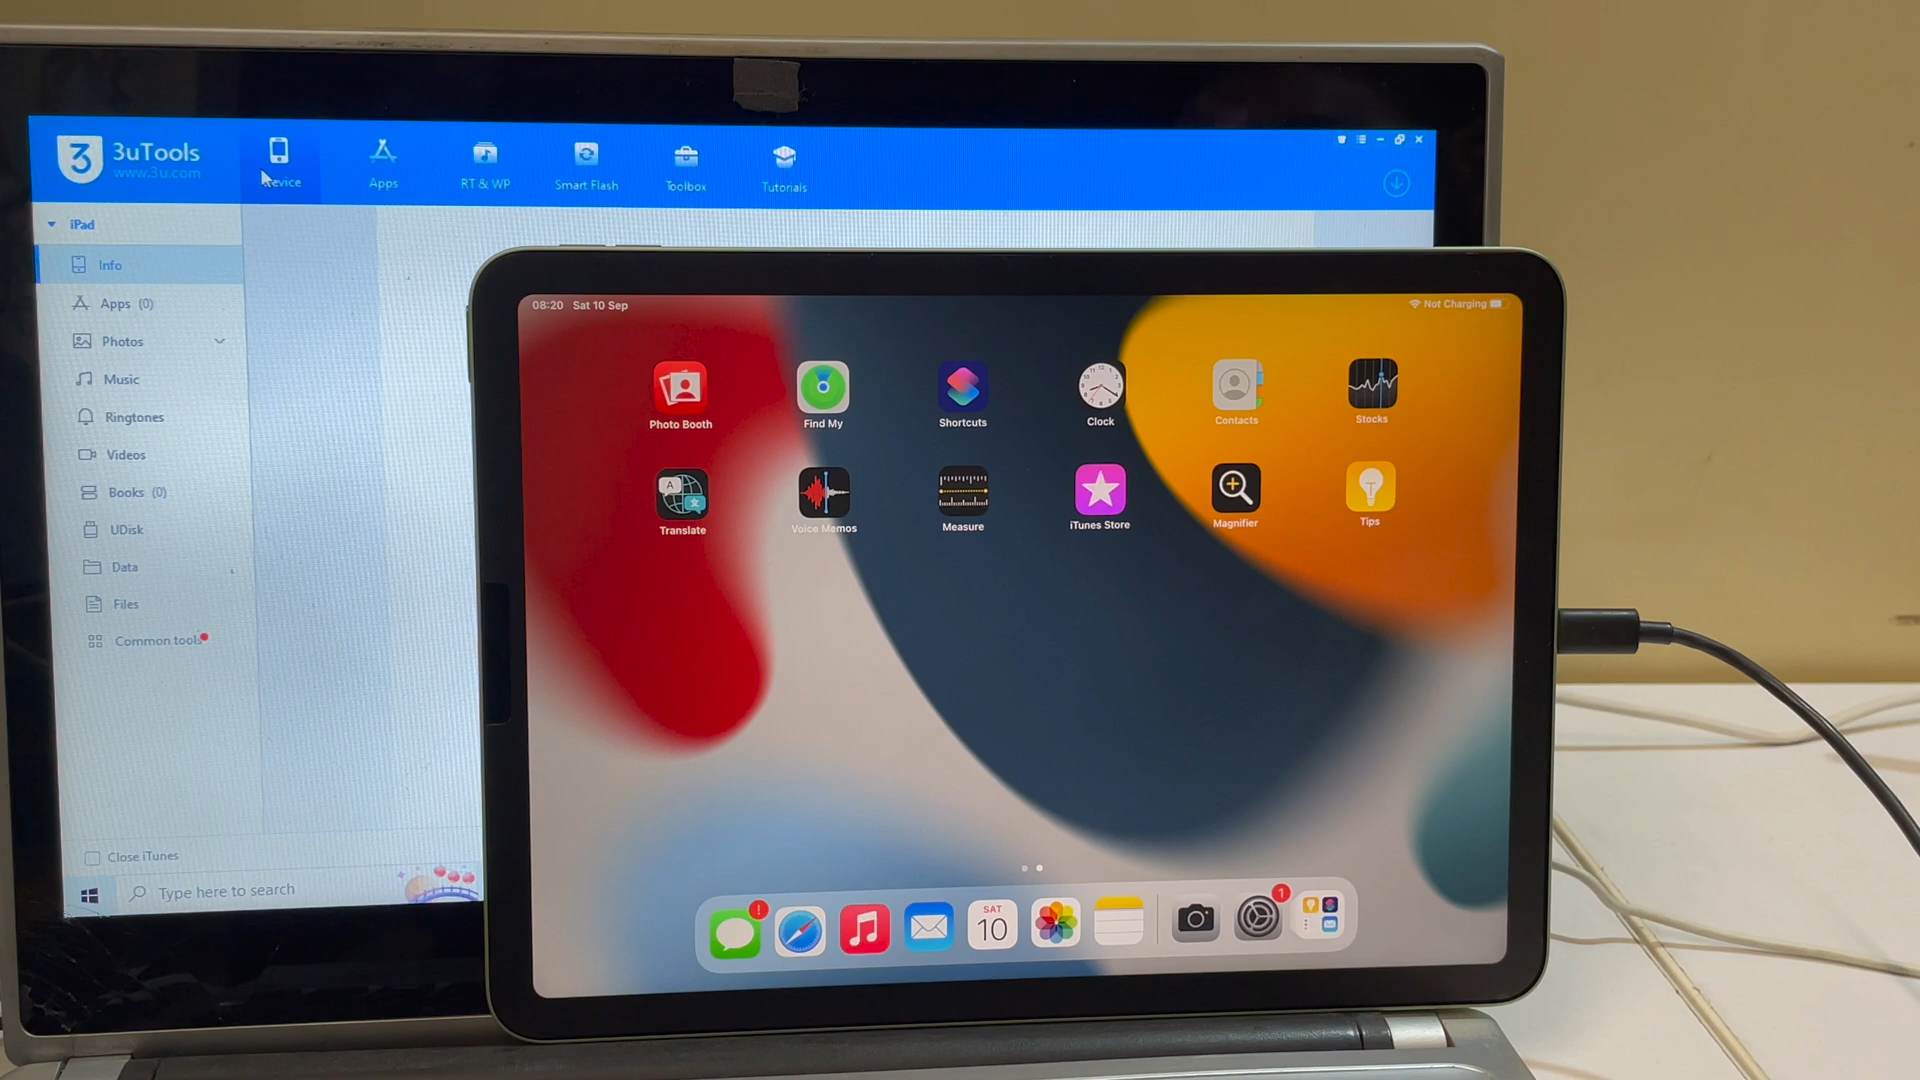 3 3uTools
www.3u.com
Device
Apps
RT & WP
Smart Flash
Toolbox
Tutorials
iPad
Info
Apps (0)
Photos
Music
Ringtones
Videos
Books (0)
UDisk
Data
Files
Common tools
Close iTunes
Type here to search
08:20 Sat 10 Sep
Not Charging
Photo Booth
Find My
Shortcuts
Clock
Contacts
Stocks
Translate
Voice Memos
Measure
iTunes Store
Magnifier
Tips
!
SAT
10
1